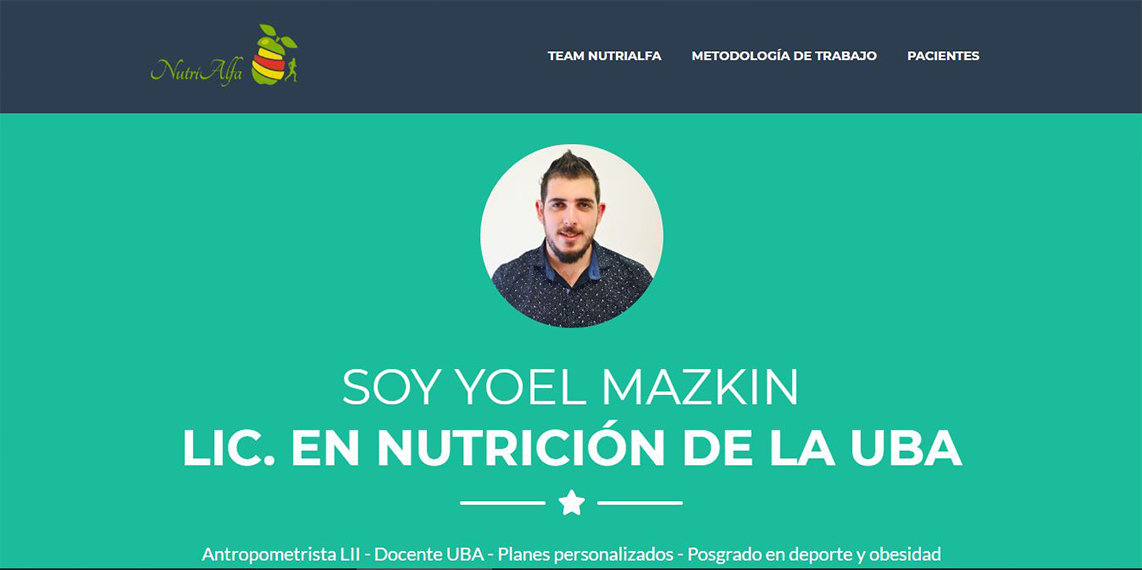 NutriAlfa
TEAM NUTRIALFA METODOLOGÍA DE TRABAJO PACIENTES
SOY YOEL MAZKIN
LIC. EN NUTRICIÓN DE LA UBA
Antropometrista LII - Docente UBA - Planes personalizados - Posgrado en deporte y obesidad